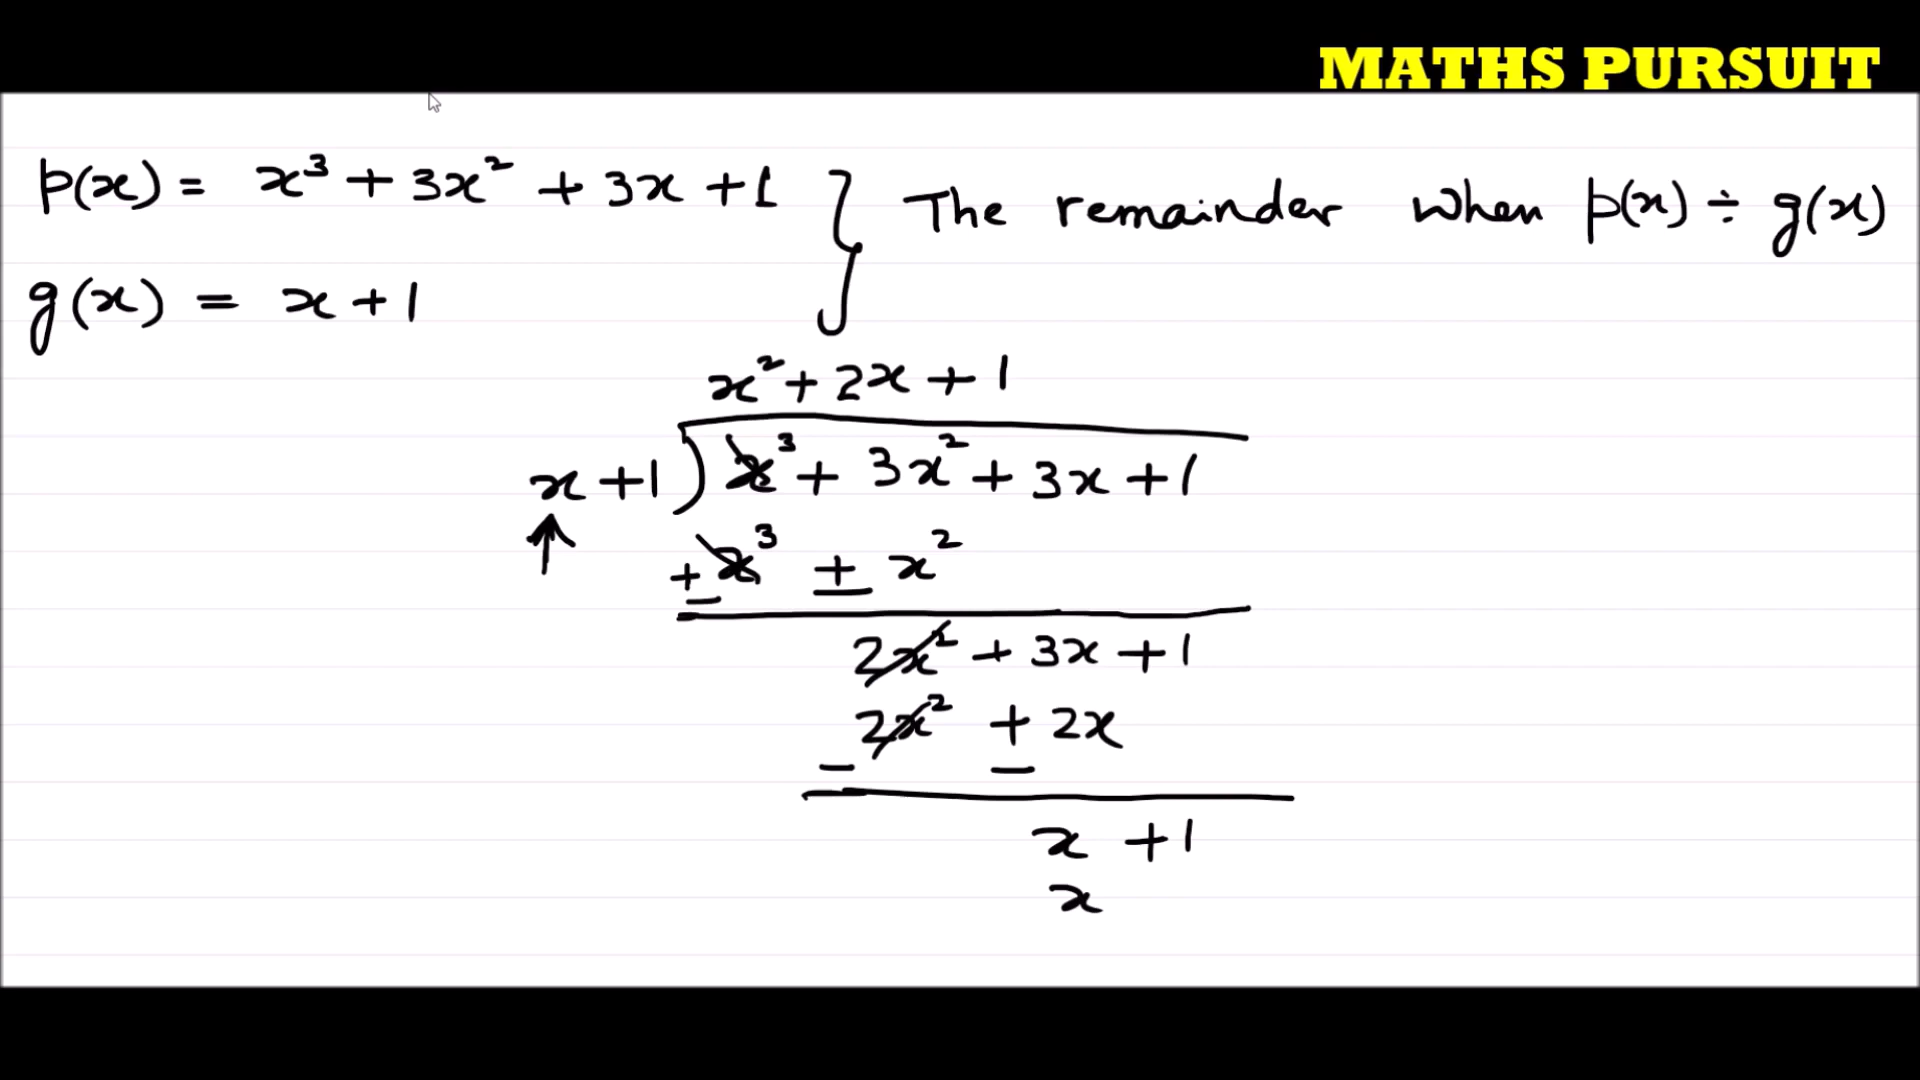 MATHS PURSUIT
p(x) = x³ + 3x² + 3x + 1 } The remainder when p(x) ÷ g(x)
g(x) = x + 1
x² + 2x + 1
x + 1 ) x³ + 3x² + 3x + 1
+ x³ + x²
− −
2x² + 3x + 1
2x² + 2x
− −
x + 1
x